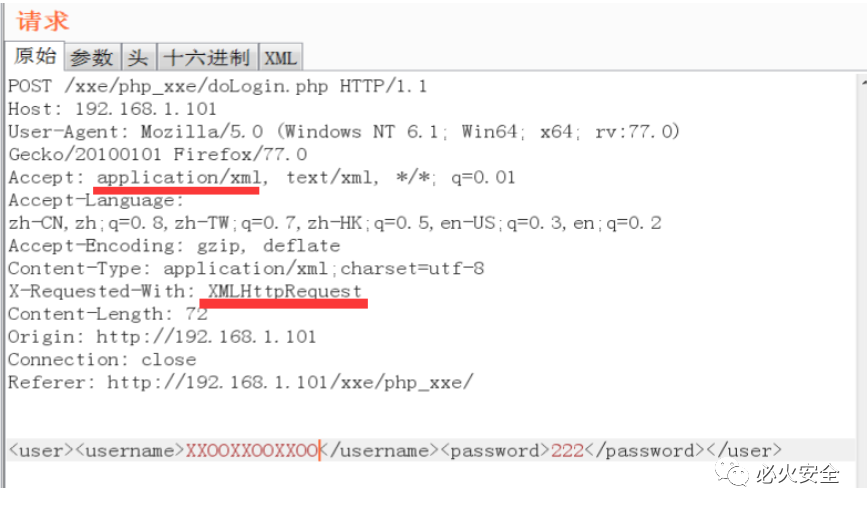 请求
原始 参数 头 十六进制 XML
POST /xxe/php_xxe/doLogin.php HTTP/1.1
Host: 192.168.1.101
User-Agent: Mozilla/5.0 (Windows NT 6.1; Win64; x64; rv:77.0)
Gecko/20100101 Firefox/77.0
Accept: application/xml, text/xml, */*; q=0.01
Accept-Language:
zh-CN,zh;q=0.8,zh-TW;q=0.7,zh-HK;q=0.5,en-US;q=0.3,en;q=0.2
Accept-Encoding: gzip, deflate
Content-Type: application/xml;charset=utf-8
X-Requested-With: XMLHttpRequest
Content-Length: 72
Origin: http://192.168.1.101
Connection: close
Referer: http://192.168.1.101/xxe/php_xxe/
<user><username>XXOOXXOOXXOO</username><password>222</password></user>
必火安全